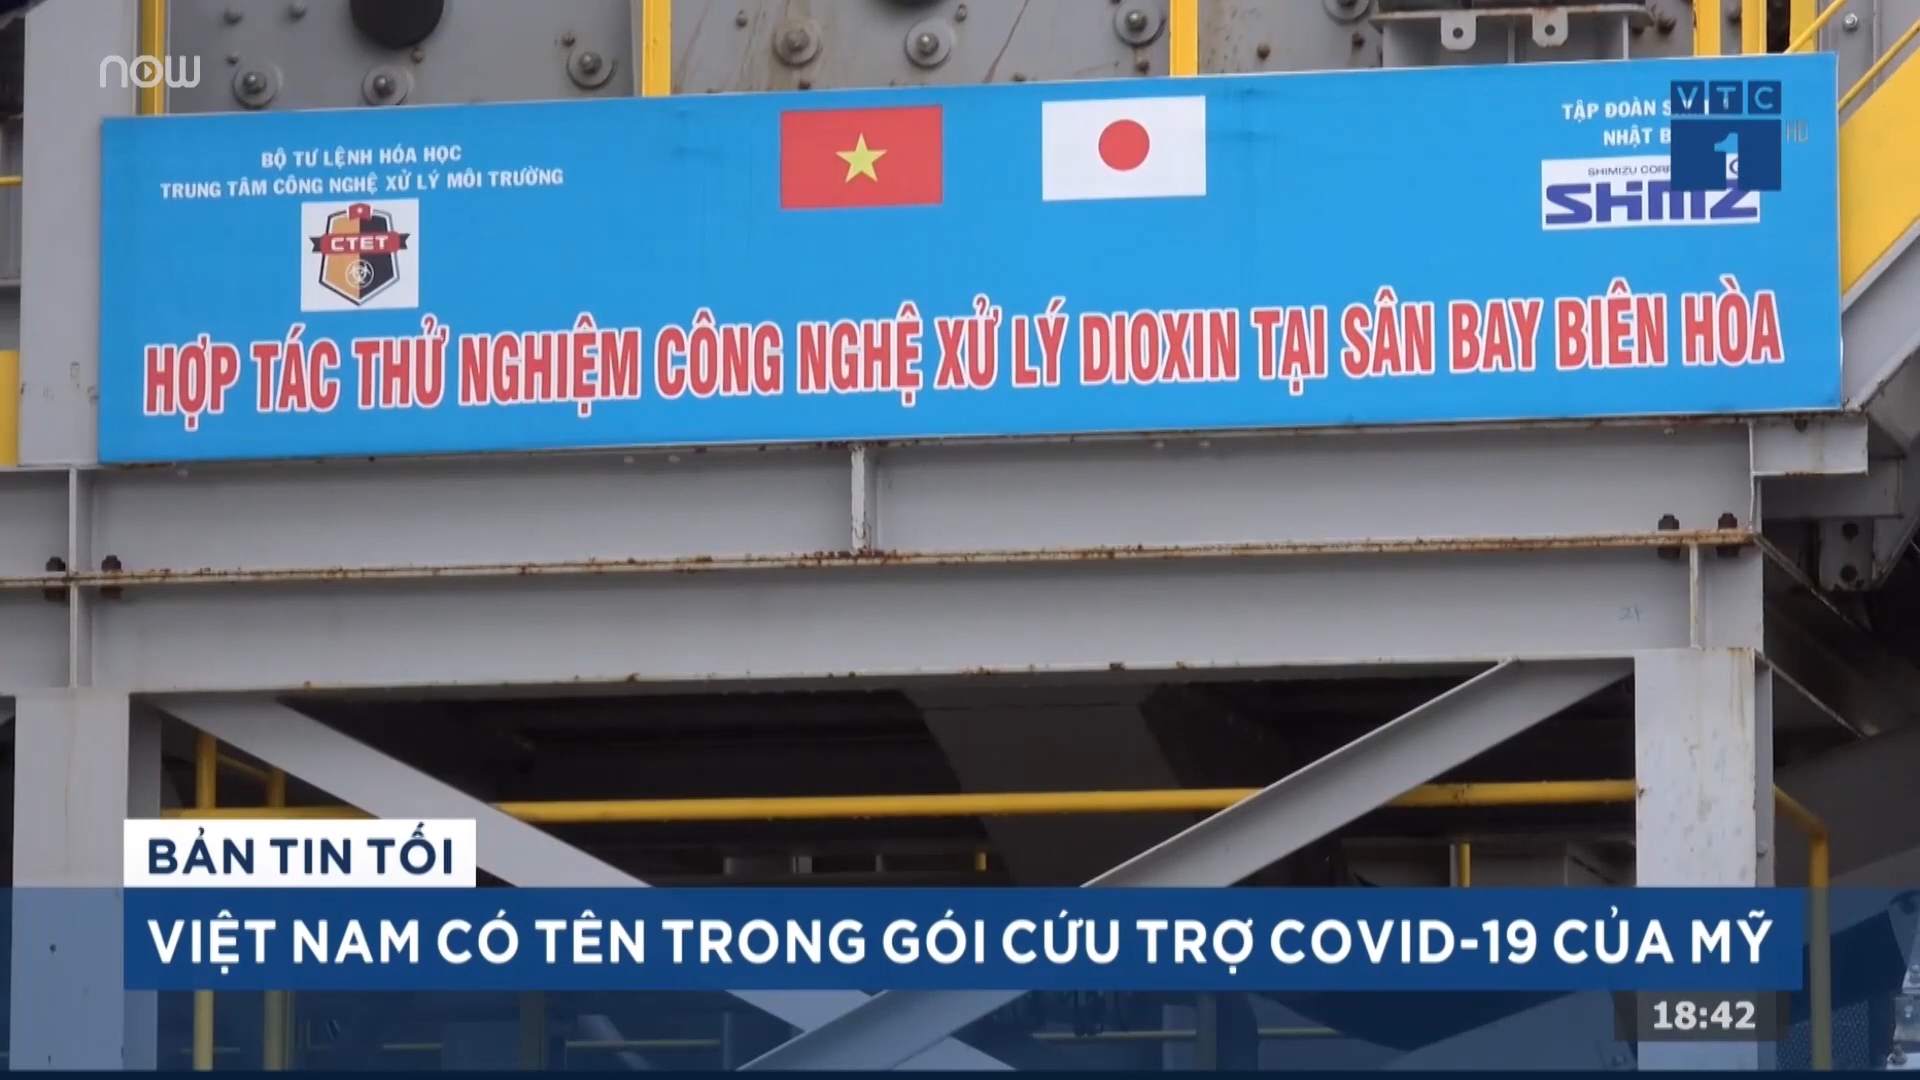 now
VTC
1
HD
BỘ TƯ LỆNH HÓA HỌC
TRUNG TÂM CÔNG NGHỆ XỬ LÝ MÔI TRƯỜNG
CTET
TẬP ĐOÀN
NHẬT
SHIMIZU
SHMZ
HỢP TÁC THỬ NGHIỆM CÔNG NGHỆ XỬ LÝ DIOXIN TẠI SÂN BAY BIÊN HÒA
BẢN TIN TỐI
VIỆT NAM CÓ TÊN TRONG GÓI CỨU TRỢ COVID-19 CỦA MỸ
18:42